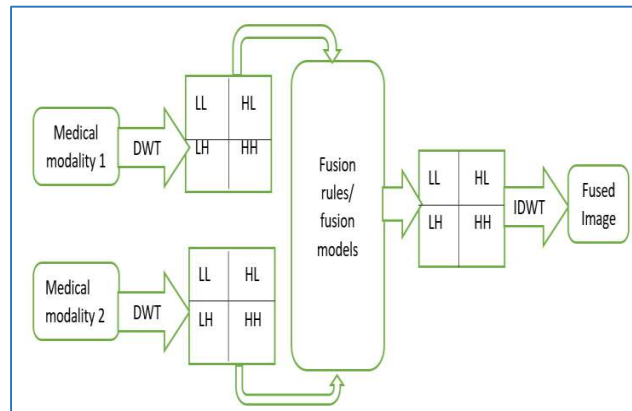 Medical
modality 1
DWT
LL HL
LH HH
Medical
modality 2
DWT
LL HL
LH HH
Fusion
rules/
fusion
models
LL HL
LH HH
IDWT
Fused
Image